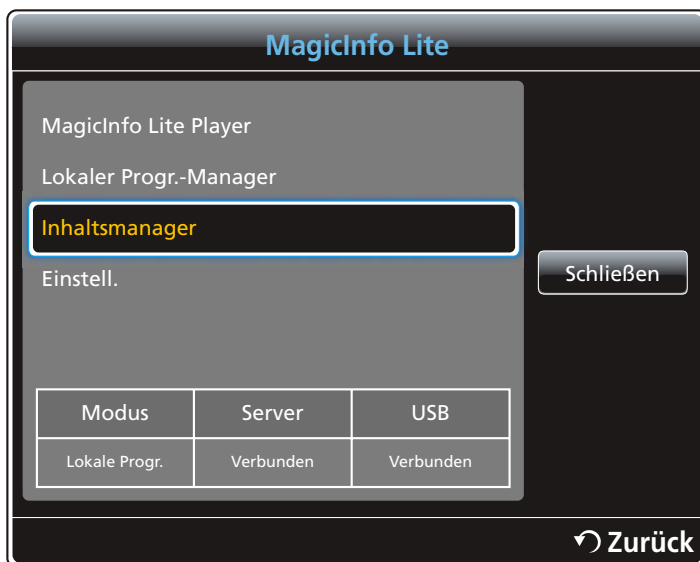 MagicInfo Lite
MagicInfo Lite Player
Lokaler Progr.-Manager
Inhaltsmanager
Einstell.
Schließen
Modus Server USB
Lokale Progr. Verbunden Verbunden
Zurück